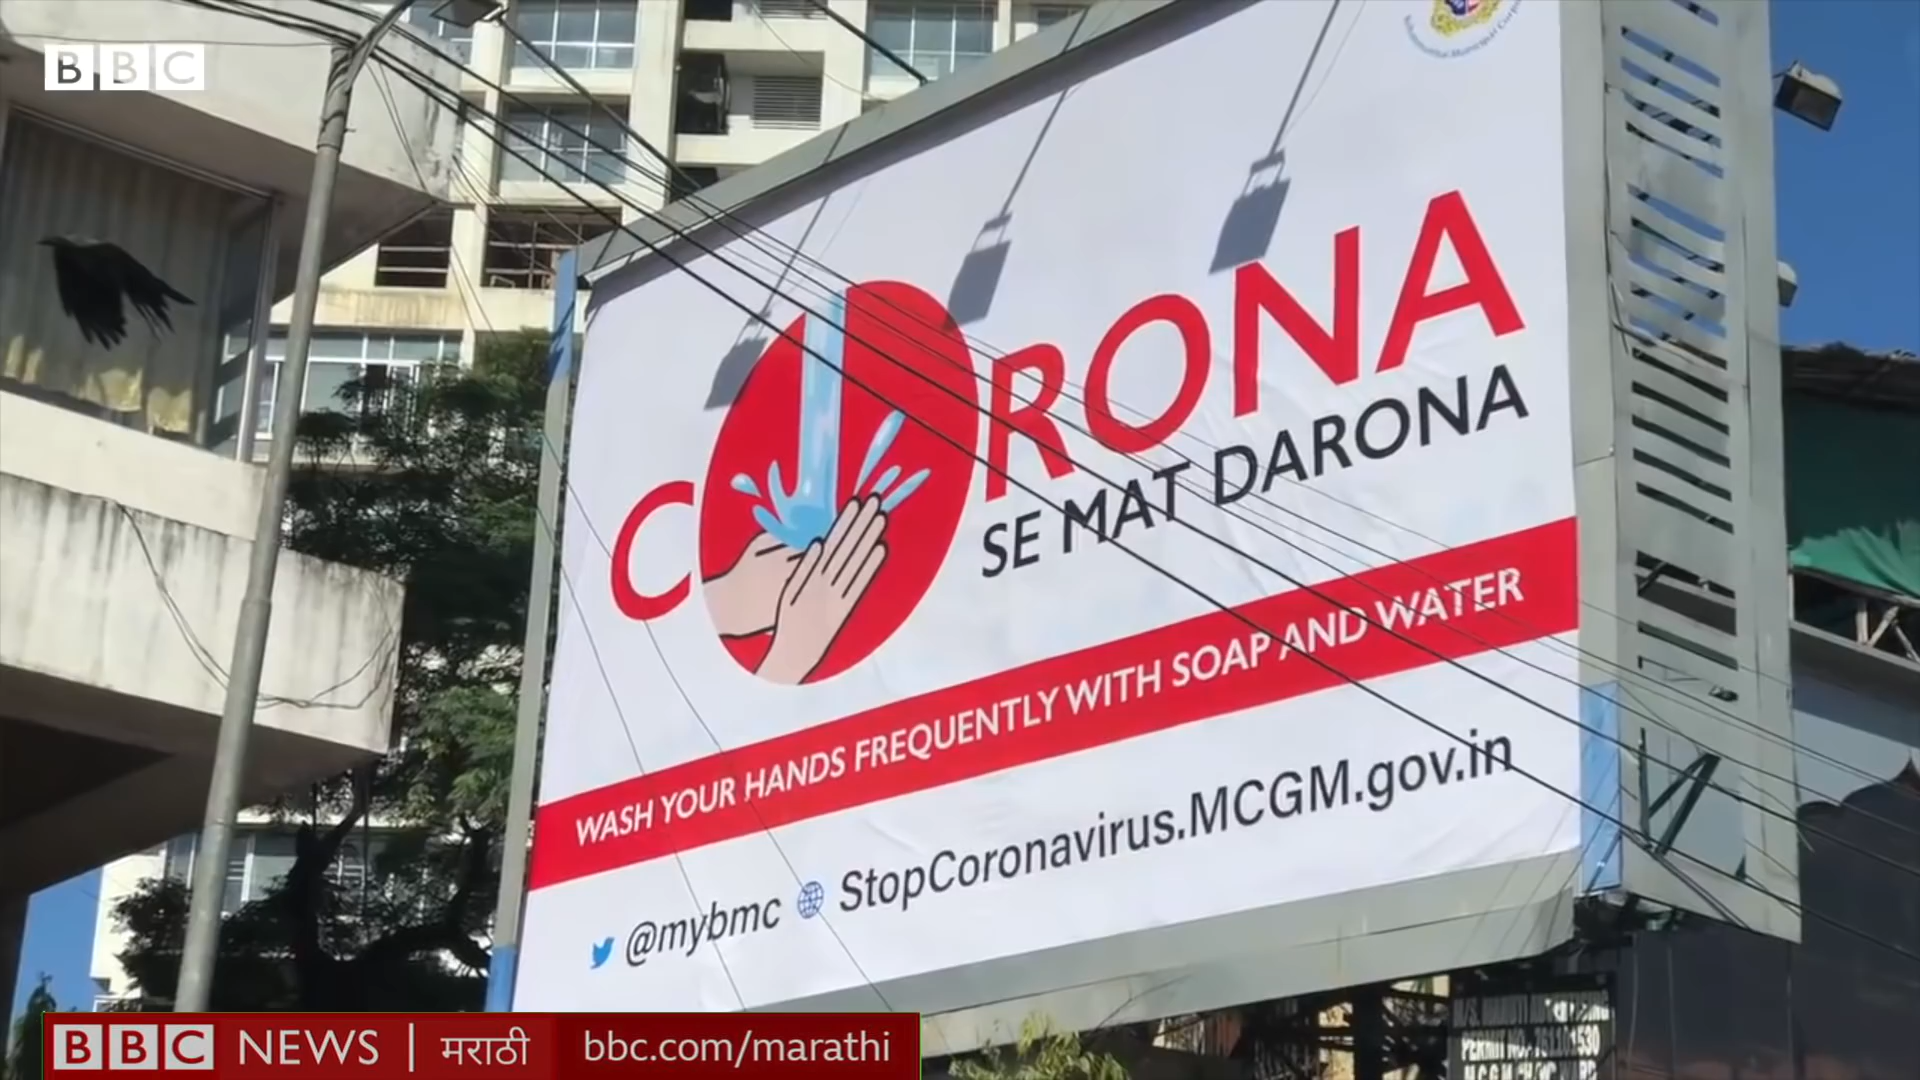 BBC
CORONA
SE MAT DARONA
WASH YOUR HANDS FREQUENTLY WITH SOAP AND WATER
@mybmc StopCoronavirus.MCGM.gov.in
BBC NEWS | मराठी bbc.com/marathi